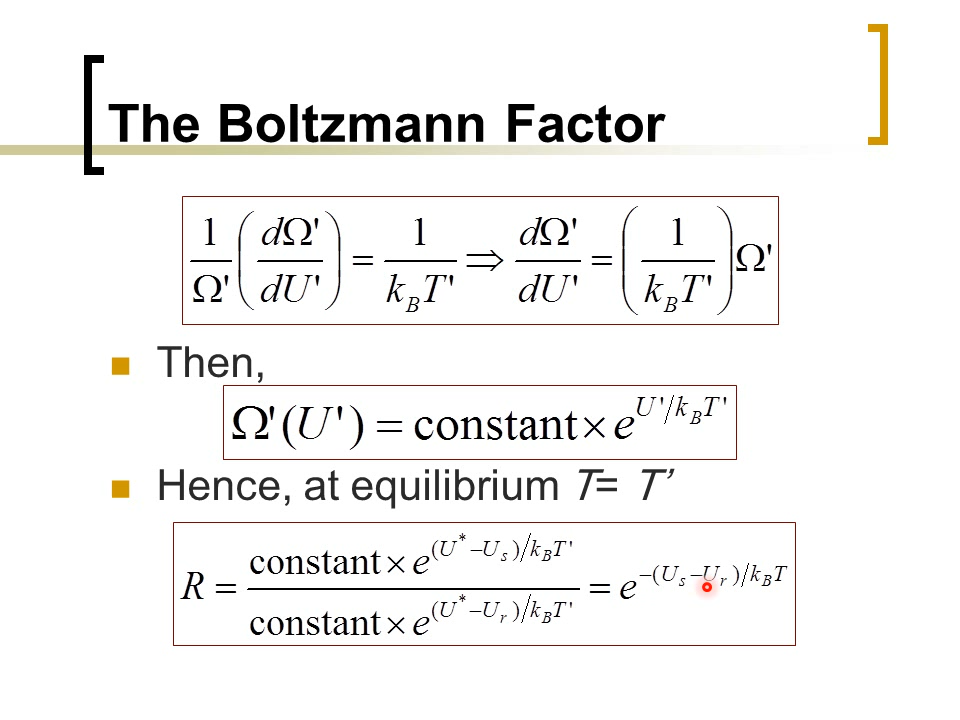 The Boltzmann Factor
1/Ω' (dΩ'/dU') = 1/k_B T' ⇒ dΩ'/dU' = (1/k_B T') Ω'
Then,
Ω'(U') = constant × e^{U'/k_B T'}
Hence, at equilibrium T= T’
R = constant × e^{(U^* −U_s)/k_B T'} / constant × e^{(U^* −U_r)/k_B T'} = e^{−(U_s −U_r)/k_B T}